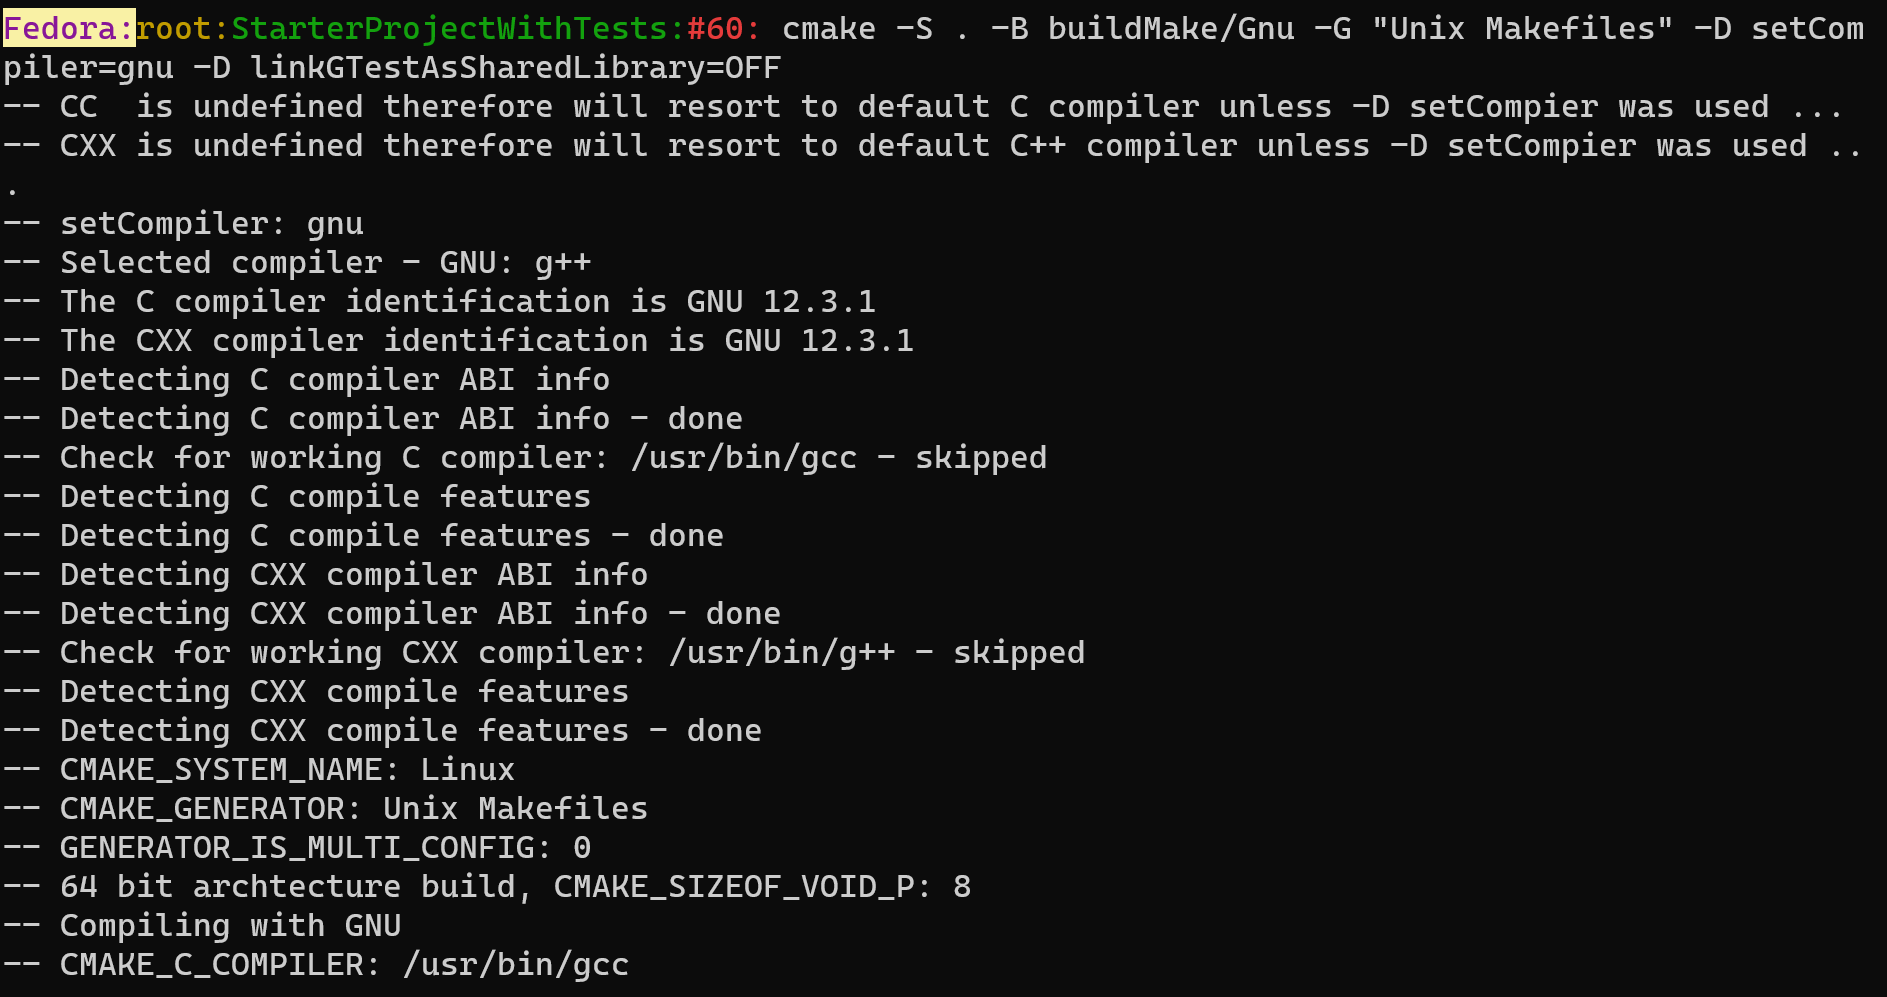 Fedora:root:StarterProjectWithTests:#60: cmake -S . -B buildMake/Gnu -G "Unix Makefiles" -D setCom
piler=gnu -D linkGTestAsSharedLibrary=OFF
-- CC  is undefined therefore will resort to default C compiler unless -D setCompier was used ...
-- CXX is undefined therefore will resort to default C++ compiler unless -D setCompier was used ..
.
-- setCompiler: gnu
-- Selected compiler - GNU: g++
-- The C compiler identification is GNU 12.3.1
-- The CXX compiler identification is GNU 12.3.1
-- Detecting C compiler ABI info
-- Detecting C compiler ABI info - done
-- Check for working C compiler: /usr/bin/gcc - skipped
-- Detecting C compile features
-- Detecting C compile features - done
-- Detecting CXX compiler ABI info
-- Detecting CXX compiler ABI info - done
-- Check for working CXX compiler: /usr/bin/g++ - skipped
-- Detecting CXX compile features
-- Detecting CXX compile features - done
-- CMAKE_SYSTEM_NAME: Linux
-- CMAKE_GENERATOR: Unix Makefiles
-- GENERATOR_IS_MULTI_CONFIG: 0
-- 64 bit archtecture build, CMAKE_SIZEOF_VOID_P: 8
-- Compiling with GNU
-- CMAKE_C_COMPILER: /usr/bin/gcc